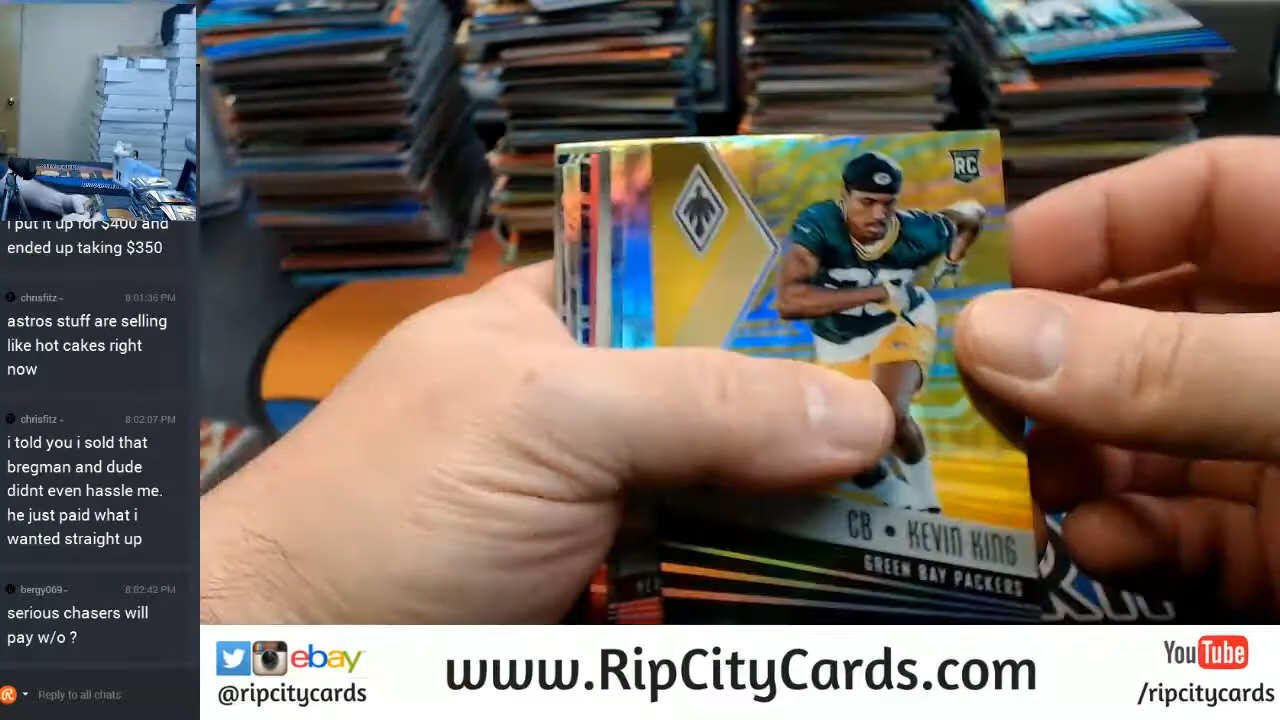 i put it up for $400 and
ended up taking $350
chrisfitz-
8:01:36 PM
astros stuff are selling
like hot cakes right
now
chrisfitz-
8:02:07 PM
i told you i sold that
bregman and dude
didnt even hassle me.
he just paid what i
wanted straight up
bergy069-
8:02:42 PM
serious chasers will
pay w/o ?
Reply to all chats:
RC
CB • KEVIN KING
GREEN BAY PACKERS
ebay
@ripcitycards
www.RipCityCards.com
YouTube
/ripcitycards